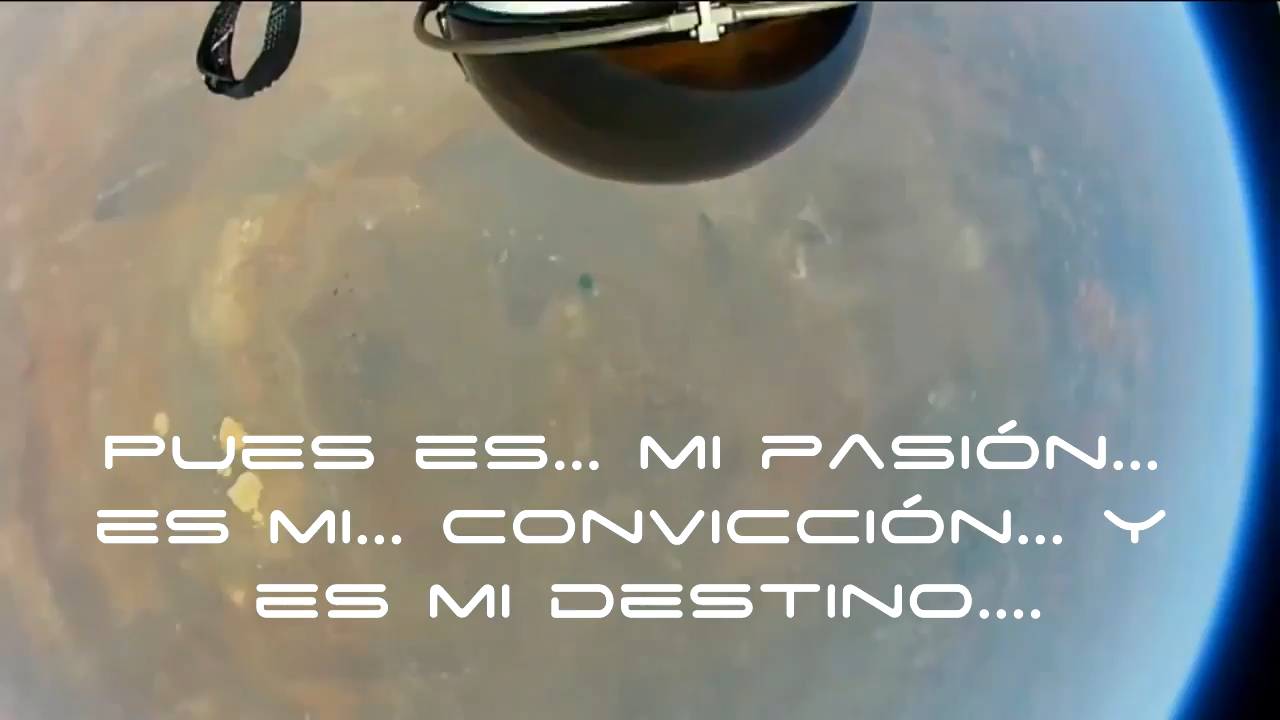 PUES ES... MI PASIÓN...
ES MI... CONVICCIÓN... Y
ES MI DESTINO....